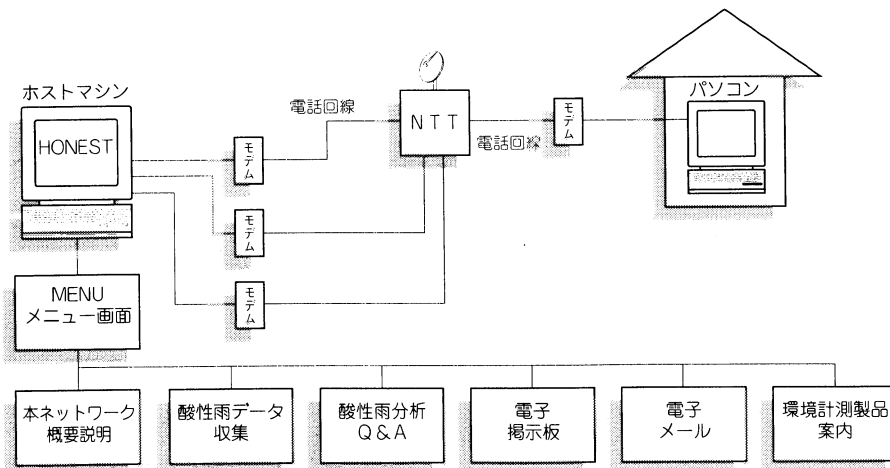 ホストマシン
HONEST
電話回線
モデム
NTT
電話回線
モデム
パソコン
モデム
モデム
MENU
メニュー画面
本ネットワーク
概要説明
酸性雨データ
収集
酸性雨分析
Q&A
電子
掲示板
電子
メール
環境計測製品
案内